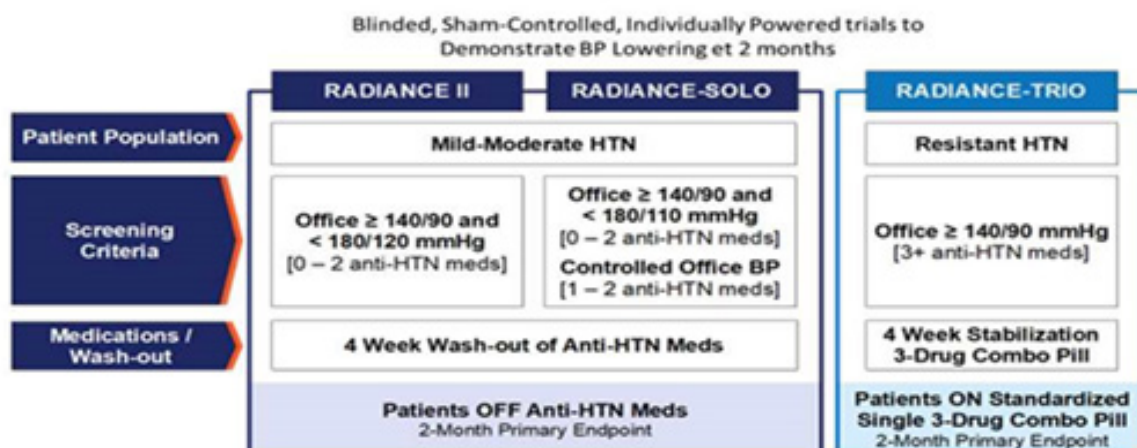 Blinded, Sham-Controlled, Individually Powered trials to
Demonstrate BP Lowering et 2 months
RADIANCE II
RADIANCE-SOLO
RADIANCE-TRIO
Patient Population
Mild-Moderate HTN
Resistant HTN
Screening
Criteria
Office ≥ 140/90 and
< 180/120 mmHg
[0 – 2 anti-HTN meds]
Office ≥ 140/90 and
< 180/110 mmHg
[0 – 2 anti-HTN meds]
Controlled Office BP
[1 – 2 anti-HTN meds]
Office ≥ 140/90 mmHg
[3+ anti-HTN meds]
Medications /
Wash-out
4 Week Wash-out of Anti-HTN Meds
4 Week Stabilization
3-Drug Combo Pill
Patients OFF Anti-HTN Meds
2-Month Primary Endpoint
Patients ON Standardized
Single 3-Drug Combo Pill
2-Month Primary Endpoint